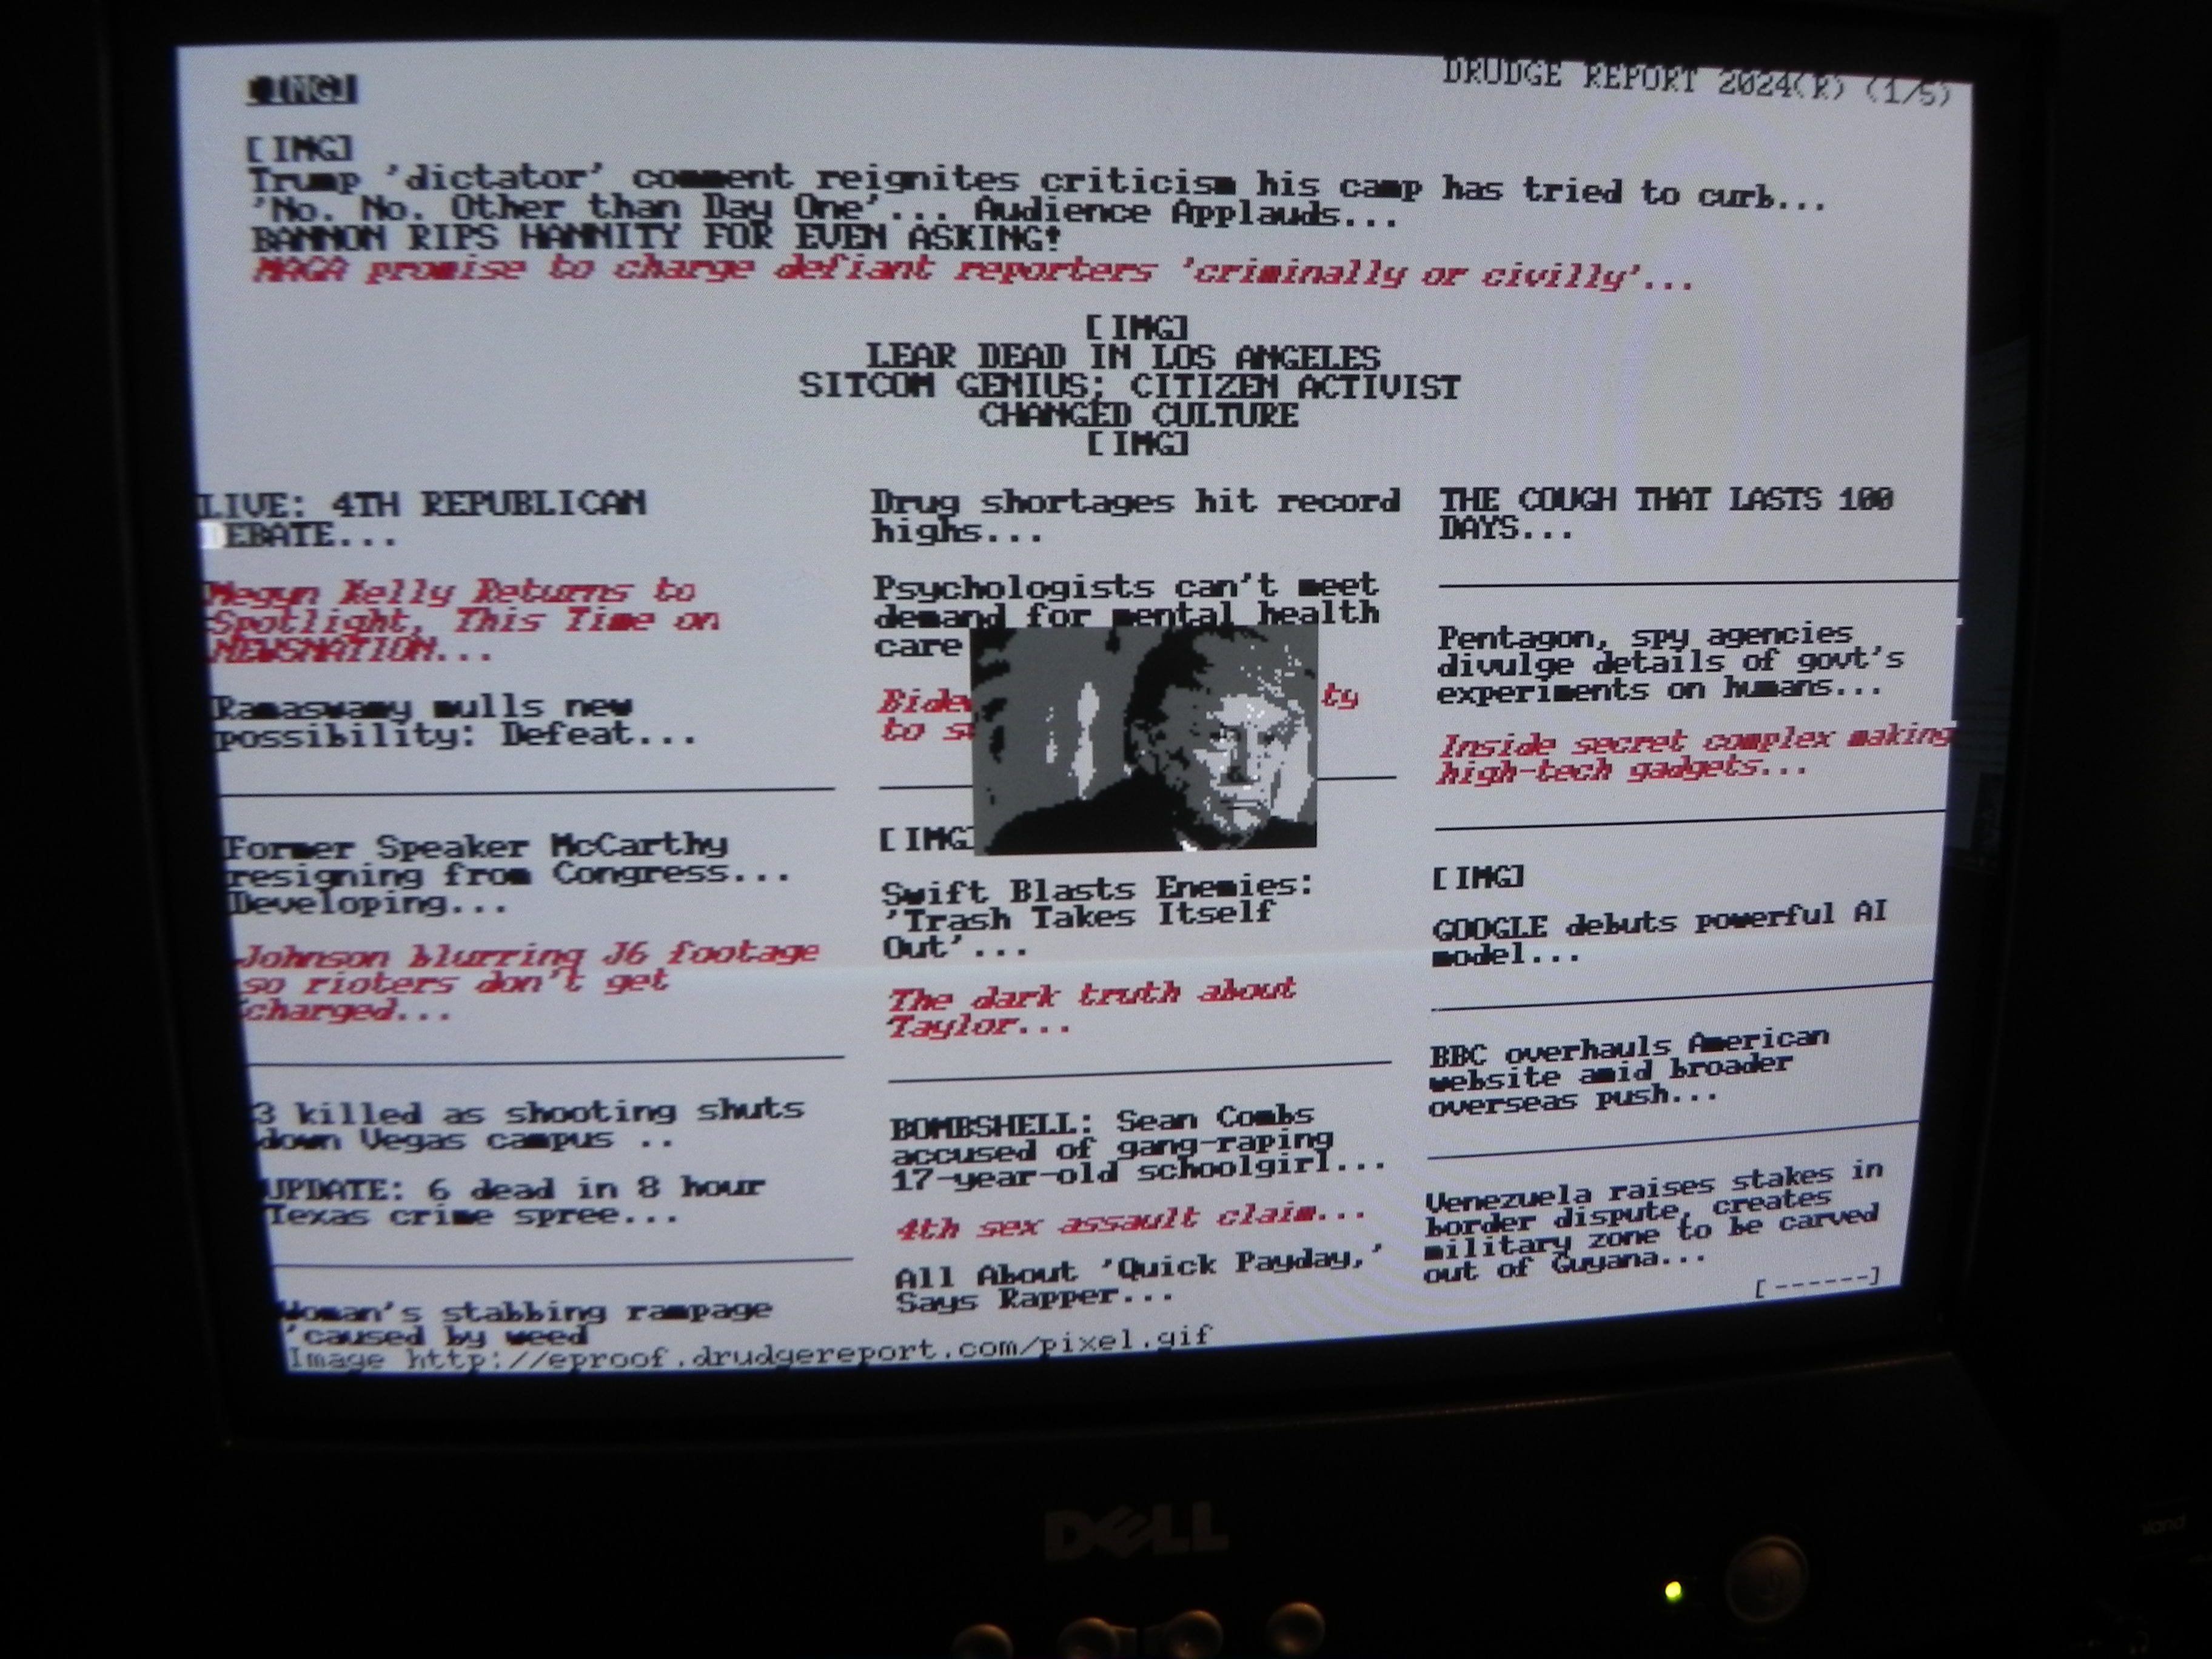 [IMG]
DRUDGE REPORT 2024(R) (1/5)
[IMG]
Trump 'dictator' comment reignites criticism his camp has tried to curb...
'No. No. Other than Day One'... Audience Applauds...
BANNON RIPS HANNITY FOR EVEN ASKING!
MAGA promise to charge defiant reporters 'criminally or civilly'...
[IMG]
LEAR DEAD IN LOS ANGELES
SITCOM GENIUS; CITIZEN ACTIVIST
CHANGED CULTURE
[IMG]
LIVE: 4TH REPUBLICAN
EBATE...
Megyn Kelly Returns to
Spotlight, This Time on
NEWSNATION...
Ramaswamy mulls new
possibility: Defeat...
Former Speaker McCarthy
resigning from Congress...
Developing...
Johnson blurring J6 footage
so rioters don't get
charged...
3 killed as shooting shuts
down Vegas campus ..
UPDATE: 6 dead in 8 hour
Texas crime spree...
Woman's stabbing rampage
'caused by weed
Drug shortages hit record
highs...
Psychologists can't meet
demand for mental health
care
ty
to
[IMG]
Swift Blasts Enemies:
'Trash Takes Itself
Out'...
The dark truth about
Taylor...
BOMBSHELL: Sean Combs
accused of gang-raping
17-year-old schoolgirl...
4th sex assault claim...
All About 'Quick Payday,'
Says Rapper...
THE COUGH THAT LASTS 100
DAYS...
Pentagon, spy agencies
divulge details of govt's
experiments on humans...
Inside secret complex making
high-tech gadgets...
[IMG]
GOOGLE debuts powerful AI
model...
BBC overhauls American
website amid broader
overseas push...
Venezuela raises stakes in
border dispute, creates
military zone to be carved
out of Guyana...
[------]
Image http://eproof.drudgereport.com/pixel.gif
DELL